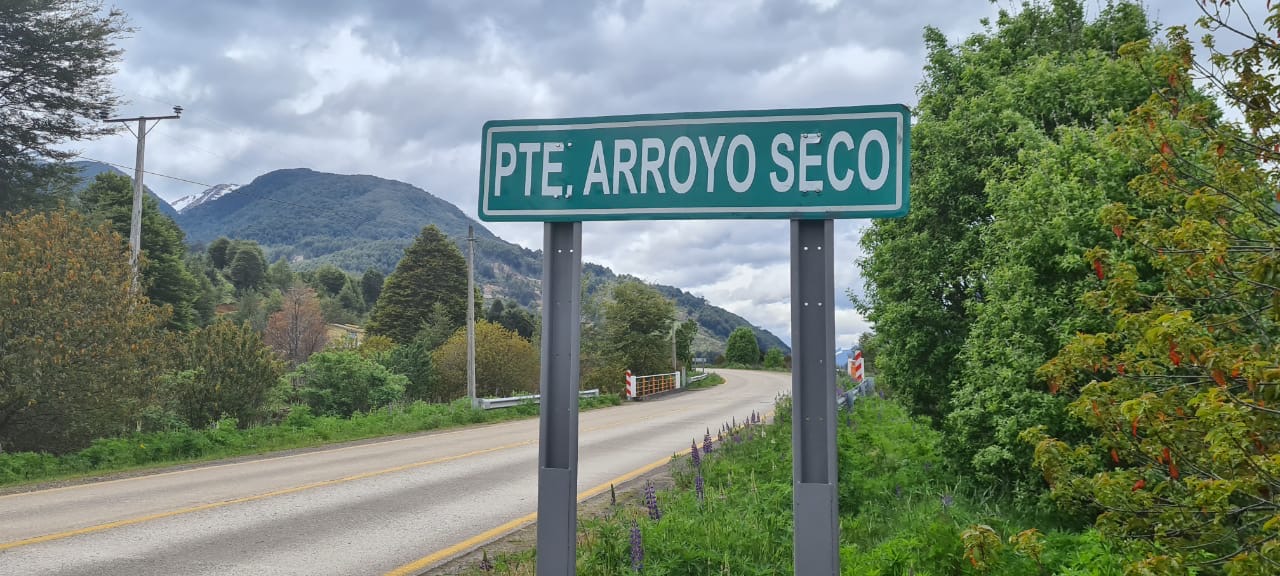 PTE, ARROYO SECO